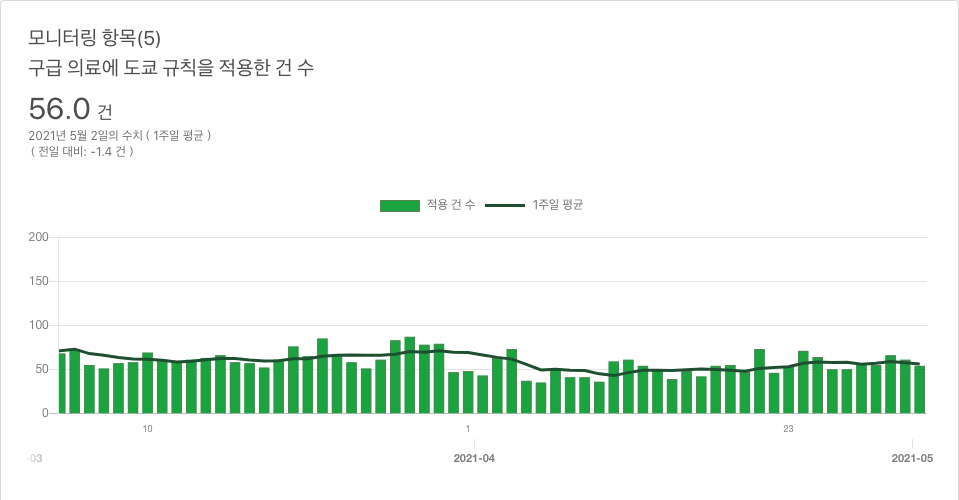 모니터링 항목(5)
구급 의료에 도쿄 규칙을 적용한 건 수
56.0 건
2021년 5월 2일의 수치 ( 1주일 평균 )
( 전일 대비: -1.4 건 )
적용 건 수 1주일 평균
200
150
100
50
0
10 1 23
-03 2021-04 2021-05